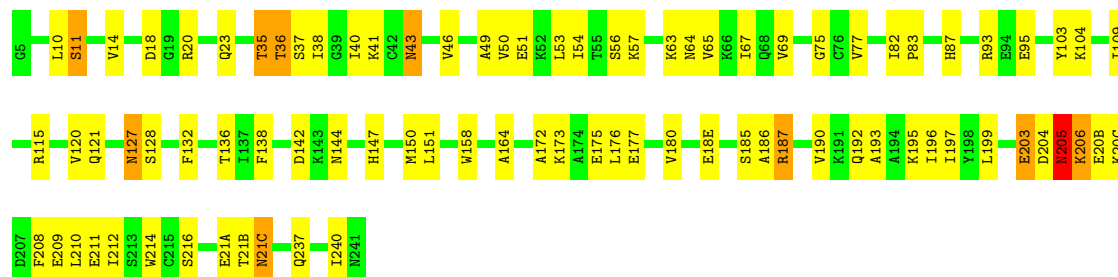 G5 L10 S11 V14 D18 G19 R20 Q23 T35 T36 S37 I38 G39 I40 K41 C42 N43 V46 A49 V50 E51 K52 L53 I54 T55 S56 K57 K63 N64 V65 K66 I67 Q68 V69 G75 C76 V77 I82 P83 H87 R93 E94 E95 Y103 K104 I109
R115 V120 Q121 N127 S128 F132 T136 I137 F138 D142 K143 N144 H147 M150 L151 W158 A164 A172 K173 A174 E175 L176 E177 V180 E18E S185 A186 R187 V190 K191 Q192 A193 A194 K195 I196 I197 Y198 L199 E203 D204 N205 K206 E20B K20C
D207 F208 E209 L210 E211 I212 S213 W214 C215 S216 E21A T21B N21C Q237 I240 N241